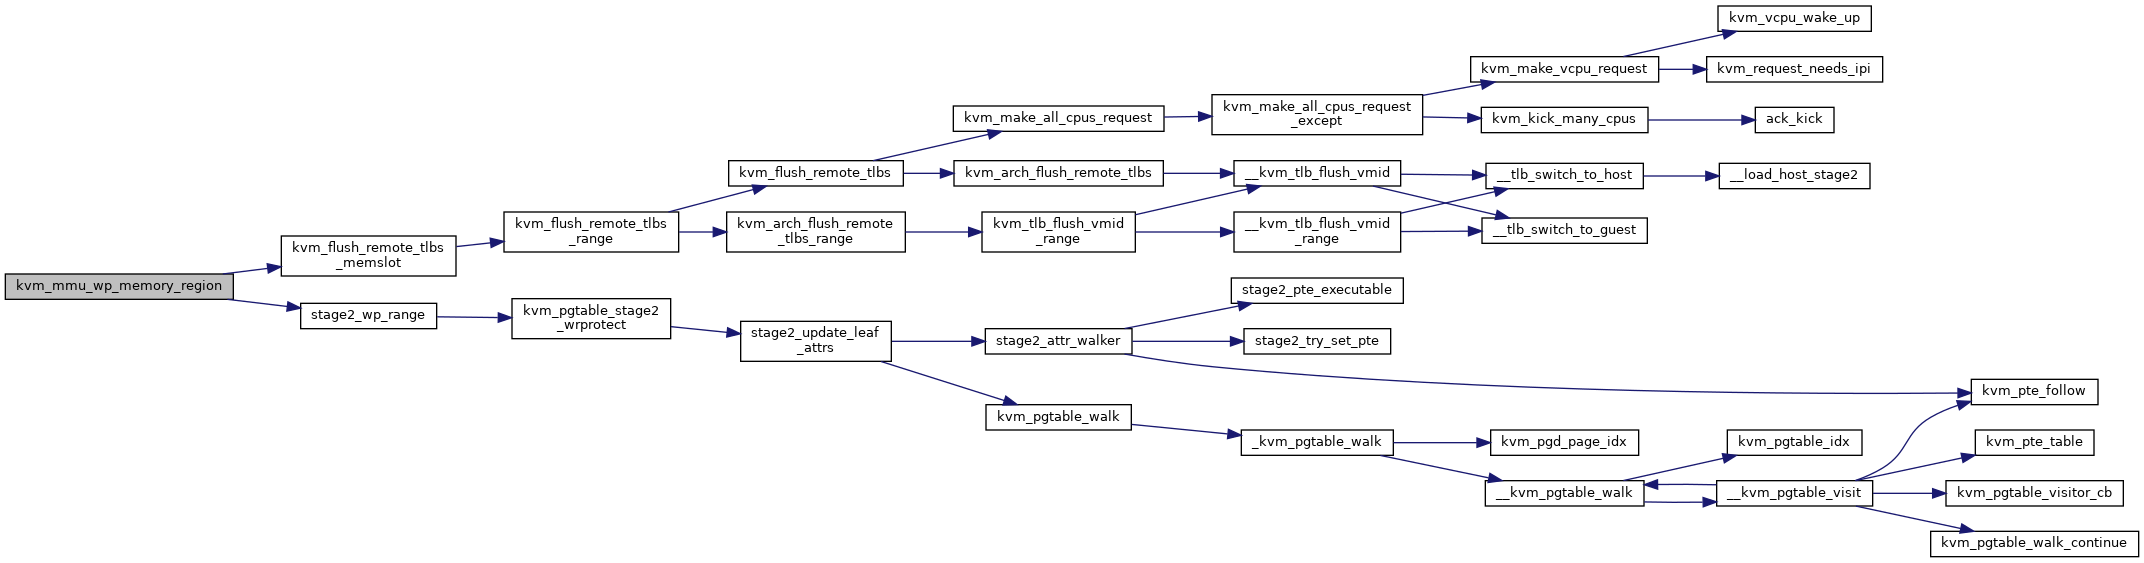 kvm_vcpu_wake_up
kvm_make_vcpu_request
kvm_request_needs_ipi
kvm_make_all_cpus_request
kvm_make_all_cpus_request
_except
kvm_kick_many_cpus
ack_kick
kvm_flush_remote_tlbs
kvm_arch_flush_remote_tlbs
__kvm_tlb_flush_vmid
__tlb_switch_to_host
__load_host_stage2
kvm_flush_remote_tlbs
_range
kvm_arch_flush_remote
_tlbs_range
kvm_tlb_flush_vmid
_range
__kvm_tlb_flush_vmid
_range
__tlb_switch_to_guest
kvm_flush_remote_tlbs
_memslot
kvm_mmu_wp_memory_region
stage2_wp_range
kvm_pgtable_stage2
_wrprotect
stage2_update_leaf
_attrs
stage2_attr_walker
stage2_pte_executable
stage2_try_set_pte
kvm_pte_follow
kvm_pgtable_walk
_kvm_pgtable_walk
kvm_pgd_page_idx
kvm_pgtable_idx
kvm_pte_table
__kvm_pgtable_walk
__kvm_pgtable_visit
kvm_pgtable_visitor_cb
kvm_pgtable_walk_continue